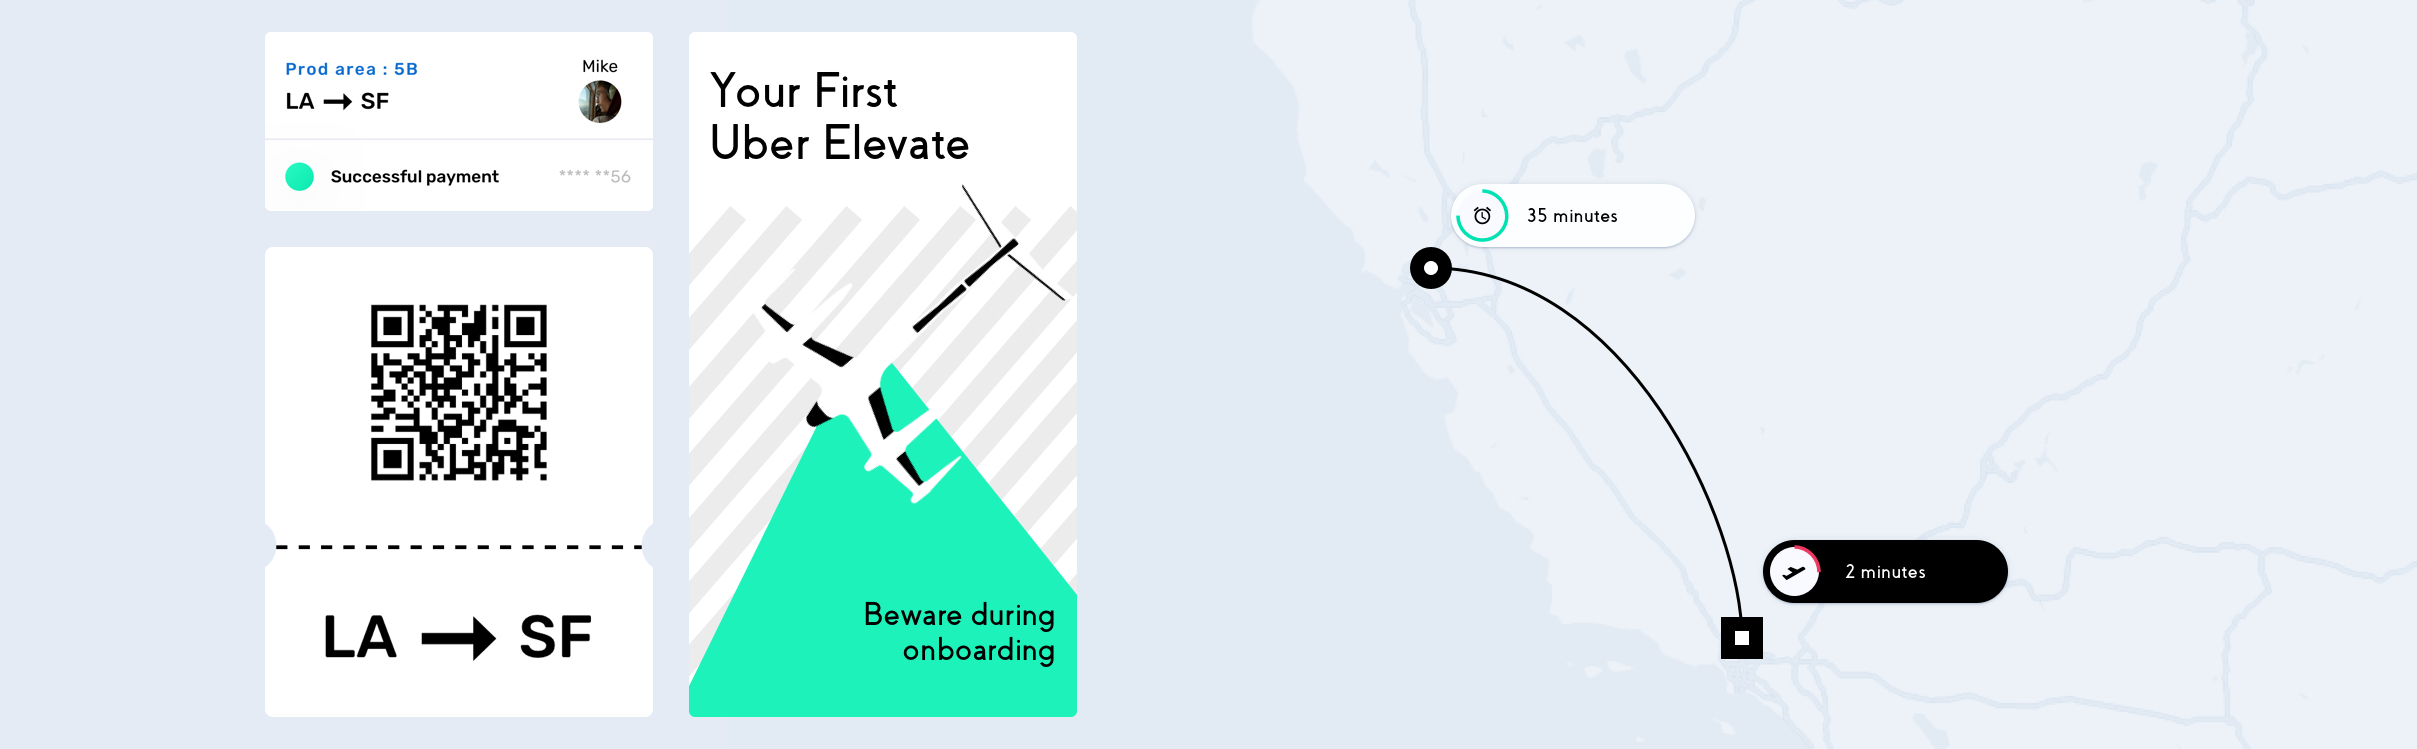 Prod area : 5B
Mike
LA → SF
Successful payment
**** **56
LA → SF
Your First
Uber Elevate
Beware during
onboarding
35 minutes
2 minutes